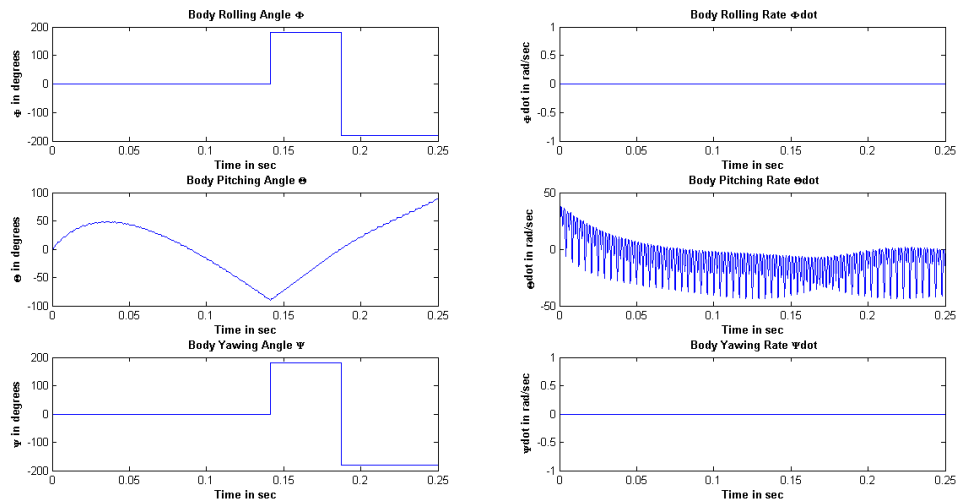 Body Rolling Angle Φ
Φ in degrees
200
100
0
-100
-200
0 0.05 0.1 0.15 0.2 0.25
Time in sec
Body Rolling Rate Φdot
Φdot in rad/sec
1
0.5
0
-0.5
-1
0 0.05 0.1 0.15 0.2 0.25
Time in sec
Body Pitching Angle Θ
Θ in degrees
100
50
0
-50
-100
0 0.05 0.1 0.15 0.2 0.25
Time in sec
Body Pitching Rate Θdot
Θdot in rad/sec
50
0
-50
0 0.05 0.1 0.15 0.2 0.25
Time in sec
Body Yawing Angle Ψ
Ψ in degrees
200
100
0
-100
-200
0 0.05 0.1 0.15 0.2 0.25
Time in sec
Body Yawing Rate Ψdot
Ψdot in rad/sec
1
0.5
0
-0.5
-1
0 0.05 0.1 0.15 0.2 0.25
Time in sec